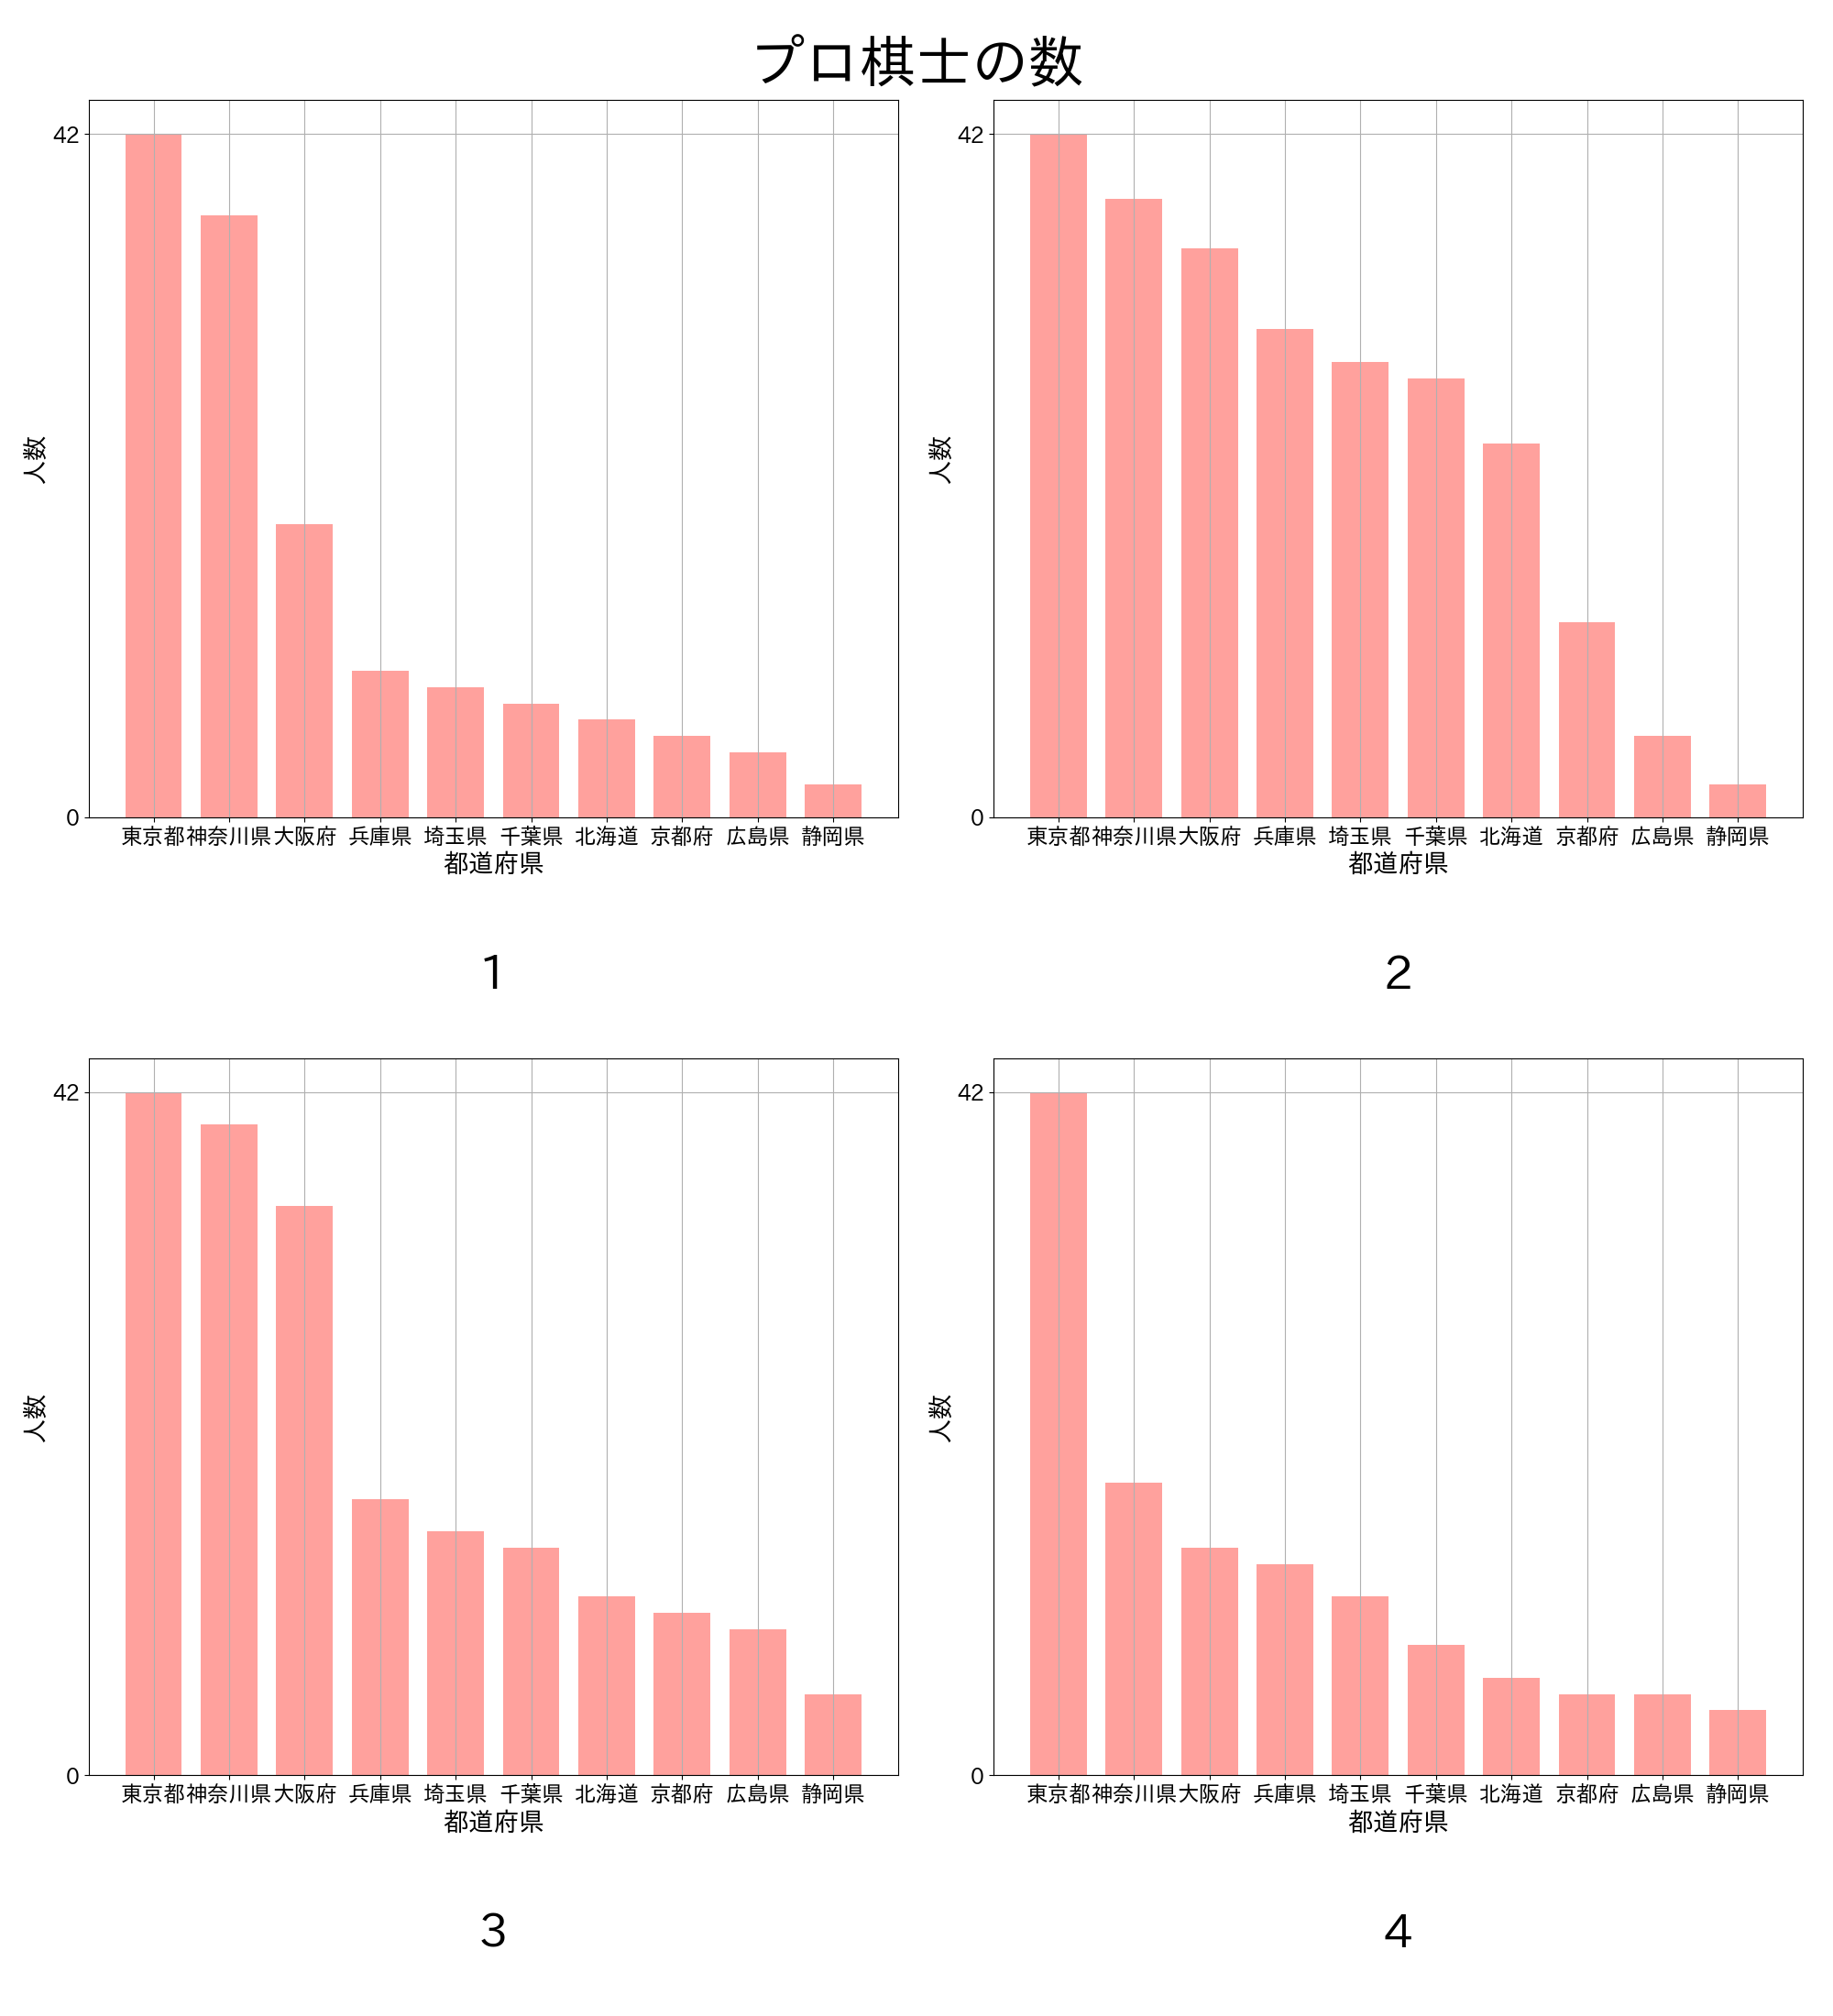 プロ棋士の数
42
0
人数
東京都 神奈川県 大阪府 兵庫県 埼玉県 千葉県 北海道 京都府 広島県 静岡県
都道府県
1
42
0
人数
東京都 神奈川県 大阪府 兵庫県 埼玉県 千葉県 北海道 京都府 広島県 静岡県
都道府県
2
42
0
人数
東京都 神奈川県 大阪府 兵庫県 埼玉県 千葉県 北海道 京都府 広島県 静岡県
都道府県
3
42
0
人数
東京都 神奈川県 大阪府 兵庫県 埼玉県 千葉県 北海道 京都府 広島県 静岡県
都道府県
4